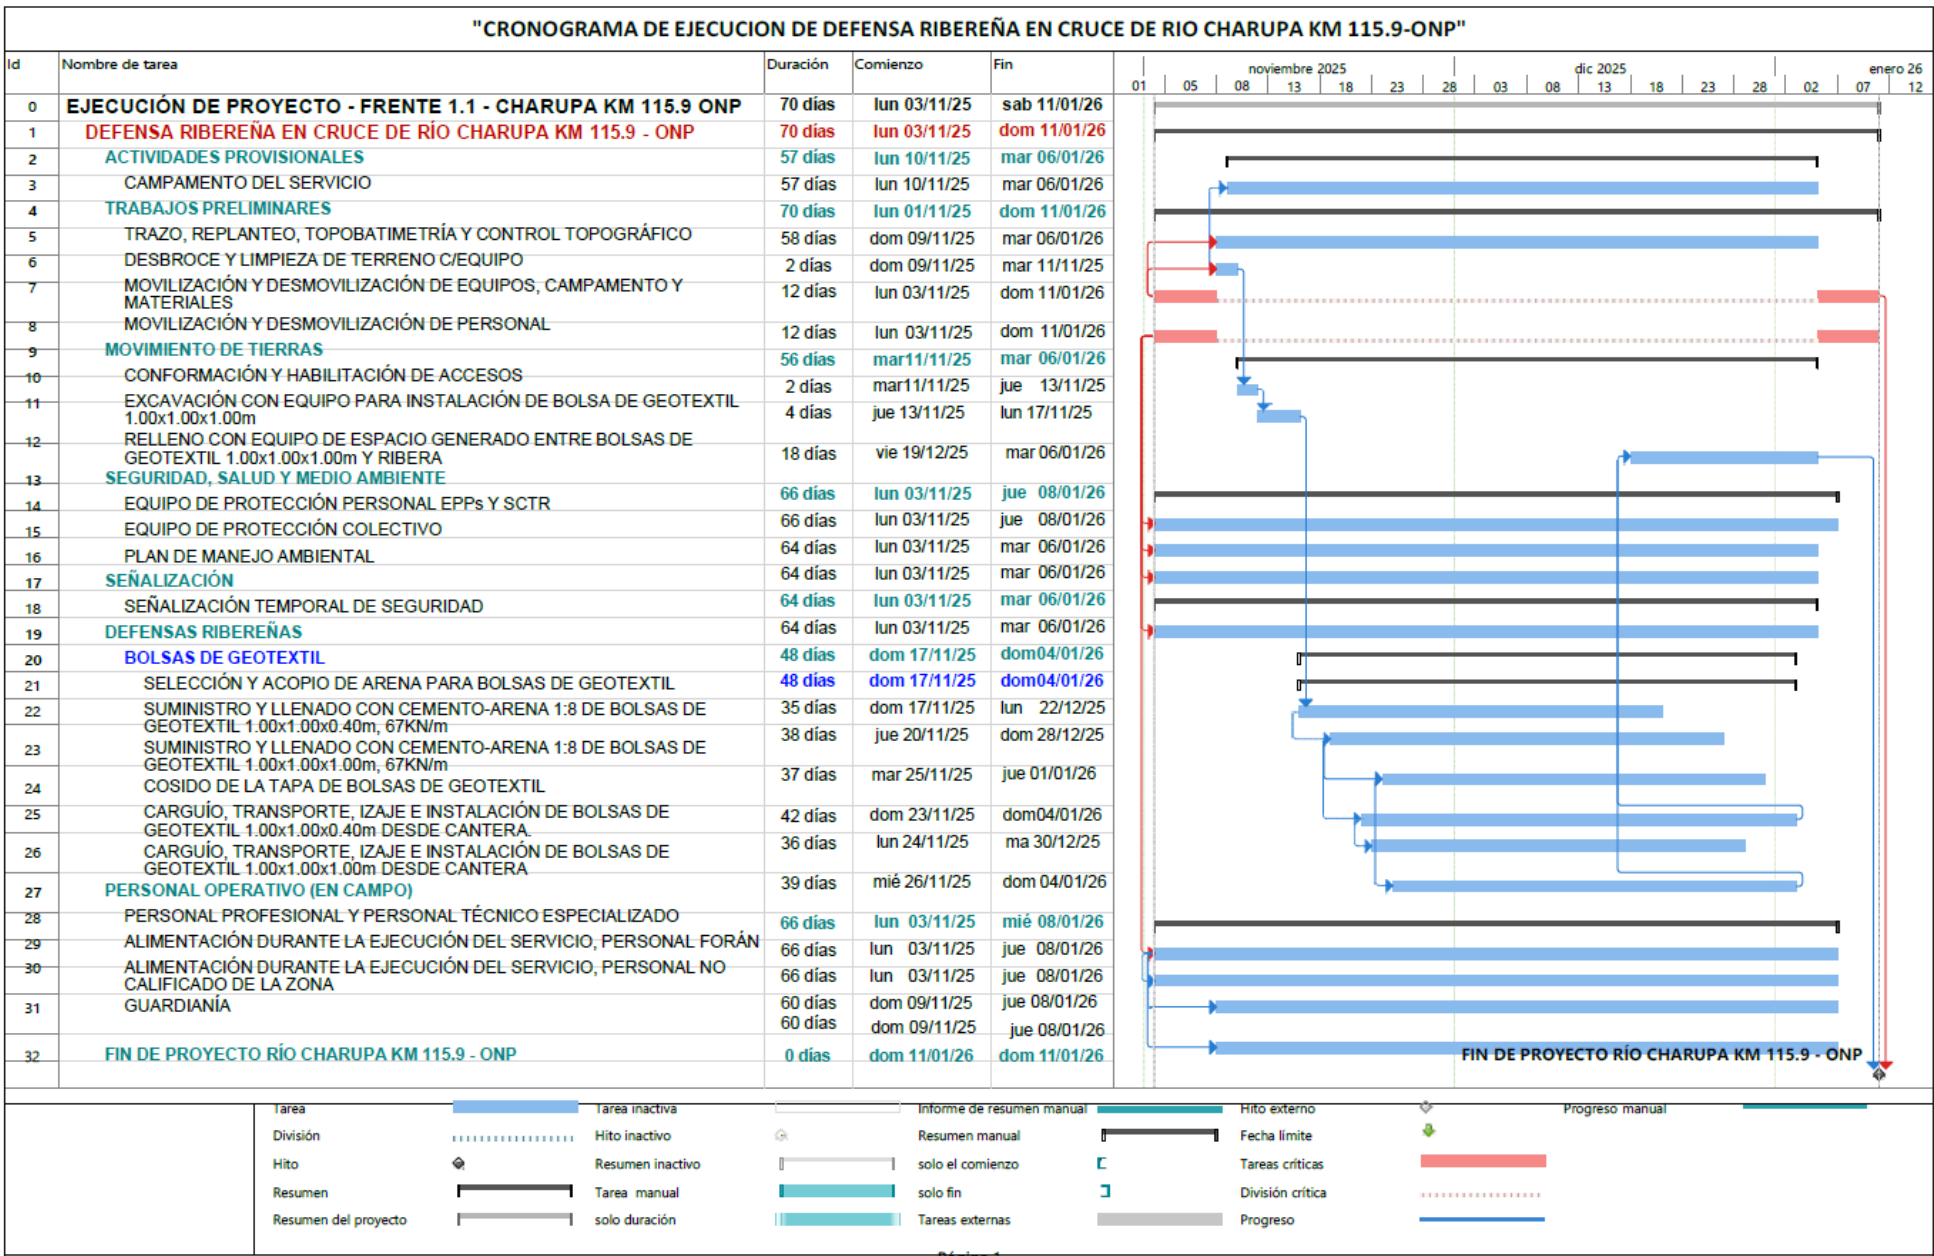 "CRONOGRAMA DE EJECUCION DE DEFENSA RIBEREÑA EN CRUCE DE RIO CHARUPA KM 115.9-ONP"
Id Nombre de tarea Duración Comienzo Fin
noviembre 2025 dic 2025 enero 26
01 05 08 13 18 23 28 03 08 13 18 23 28 02 07 12
0 EJECUCIÓN DE PROYECTO - FRENTE 1.1 - CHARUPA KM 115.9 ONP 70 días lun 03/11/25 sab 11/01/26
1 DEFENSA RIBEREÑA EN CRUCE DE RÍO CHARUPA KM 115.9 - ONP 70 días lun 03/11/25 dom 11/01/26
2 ACTIVIDADES PROVISIONALES 57 días lun 10/11/25 mar 06/01/26
3 CAMPAMENTO DEL SERVICIO 57 días lun 10/11/25 mar 06/01/26
4 TRABAJOS PRELIMINARES 70 días lun 01/11/25 dom 11/01/26
5 TRAZO, REPLANTEO, TOPOBATIMETRÍA Y CONTROL TOPOGRÁFICO 58 días dom 09/11/25 mar 06/01/26
6 DESBROCE Y LIMPIEZA DE TERRENO C/EQUIPO 2 días dom 09/11/25 mar 11/11/25
7 MOVILIZACIÓN Y DESMOVILIZACIÓN DE EQUIPOS, CAMPAMENTO Y 12 días lun 03/11/25 dom 11/01/26
MATERIALES
8 MOVILIZACIÓN Y DESMOVILIZACIÓN DE PERSONAL 12 días lun 03/11/25 dom 11/01/26
9 MOVIMIENTO DE TIERRAS 56 días mar11/11/25 mar 06/01/26
10 CONFORMACIÓN Y HABILITACIÓN DE ACCESOS 2 días mar11/11/25 jue 13/11/25
11 EXCAVACIÓN CON EQUIPO PARA INSTALACIÓN DE BOLSA DE GEOTEXTIL 4 días jue 13/11/25 lun 17/11/25
1.00x1.00x1.00m
12 RELLENO CON EQUIPO DE ESPACIO GENERADO ENTRE BOLSAS DE
GEOTEXTIL 1.00x1.00x1.00m Y RIBERA 18 días vie 19/12/25 mar 06/01/26
13 SEGURIDAD, SALUD Y MEDIO AMBIENTE 66 días lun 03/11/25 jue 08/01/26
14 EQUIPO DE PROTECCIÓN PERSONAL EPPs Y SCTR 66 días lun 03/11/25 jue 08/01/26
15 EQUIPO DE PROTECCIÓN COLECTIVO 64 días lun 03/11/25 mar 06/01/26
16 PLAN DE MANEJO AMBIENTAL 64 días lun 03/11/25 mar 06/01/26
17 SEÑALIZACIÓN 64 días lun 03/11/25 mar 06/01/26
18 SEÑALIZACIÓN TEMPORAL DE SEGURIDAD 64 días lun 03/11/25 mar 06/01/26
19 DEFENSAS RIBEREÑAS 48 días dom 17/11/25 dom04/01/26
20 BOLSAS DE GEOTEXTIL 48 días dom 17/11/25 dom04/01/26
21 SELECCIÓN Y ACOPIO DE ARENA PARA BOLSAS DE GEOTEXTIL 35 días dom 17/11/25 lun 22/12/25
22 SUMINISTRO Y LLENADO CON CEMENTO-ARENA 1:8 DE BOLSAS DE
GEOTEXTIL 1.00x1.00x0.40m, 67KN/m 38 días jue 20/11/25 dom 28/12/25
23 SUMINISTRO Y LLENADO CON CEMENTO-ARENA 1:8 DE BOLSAS DE
GEOTEXTIL 1.00x1.00x1.00m, 67KN/m 37 días mar 25/11/25 jue 01/01/26
24 COSIDO DE LA TAPA DE BOLSAS DE GEOTEXTIL 42 días dom 23/11/25 dom04/01/26
25 CARGUÍO, TRANSPORTE, IZAJE E INSTALACIÓN DE BOLSAS DE
GEOTEXTIL 1.00x1.00x0.40m DESDE CANTERA. 36 días lun 24/11/25 ma 30/12/25
26 CARGUÍO, TRANSPORTE, IZAJE E INSTALACIÓN DE BOLSAS DE
GEOTEXTIL 1.00x1.00x1.00m DESDE CANTERA 39 días mié 26/11/25 dom 04/01/26
27 PERSONAL OPERATIVO (EN CAMPO) 66 días lun 03/11/25 mié 08/01/26
28 PERSONAL PROFESIONAL Y PERSONAL TÉCNICO ESPECIALIZADO 66 días lun 03/11/25 jue 08/01/26
29 ALIMENTACIÓN DURANTE LA EJECUCIÓN DEL SERVICIO, PERSONAL FORÁN 66 días lun 03/11/25 jue 08/01/26
30 ALIMENTACIÓN DURANTE LA EJECUCIÓN DEL SERVICIO, PERSONAL NO
CALIFICADO DE LA ZONA 60 días dom 09/11/25 jue 08/01/26
31 GUARDIANÍA 60 días dom 09/11/25 jue 08/01/26
32 FIN DE PROYECTO RÍO CHARUPA KM 115.9 - ONP 0 días dom 11/01/26 dom 11/01/26
FIN DE PROYECTO RÍO CHARUPA KM 115.9 - ONP
Tarea Tarea inactiva Informe de resumen manual Hito externo Progreso manual
División Hito inactivo Resumen manual Fecha límite
Hito Resumen inactivo solo el comienzo Tareas críticas
Resumen Tarea manual solo fin División crítica
Resumen del proyecto solo duración Tareas externas Progreso
Página 1